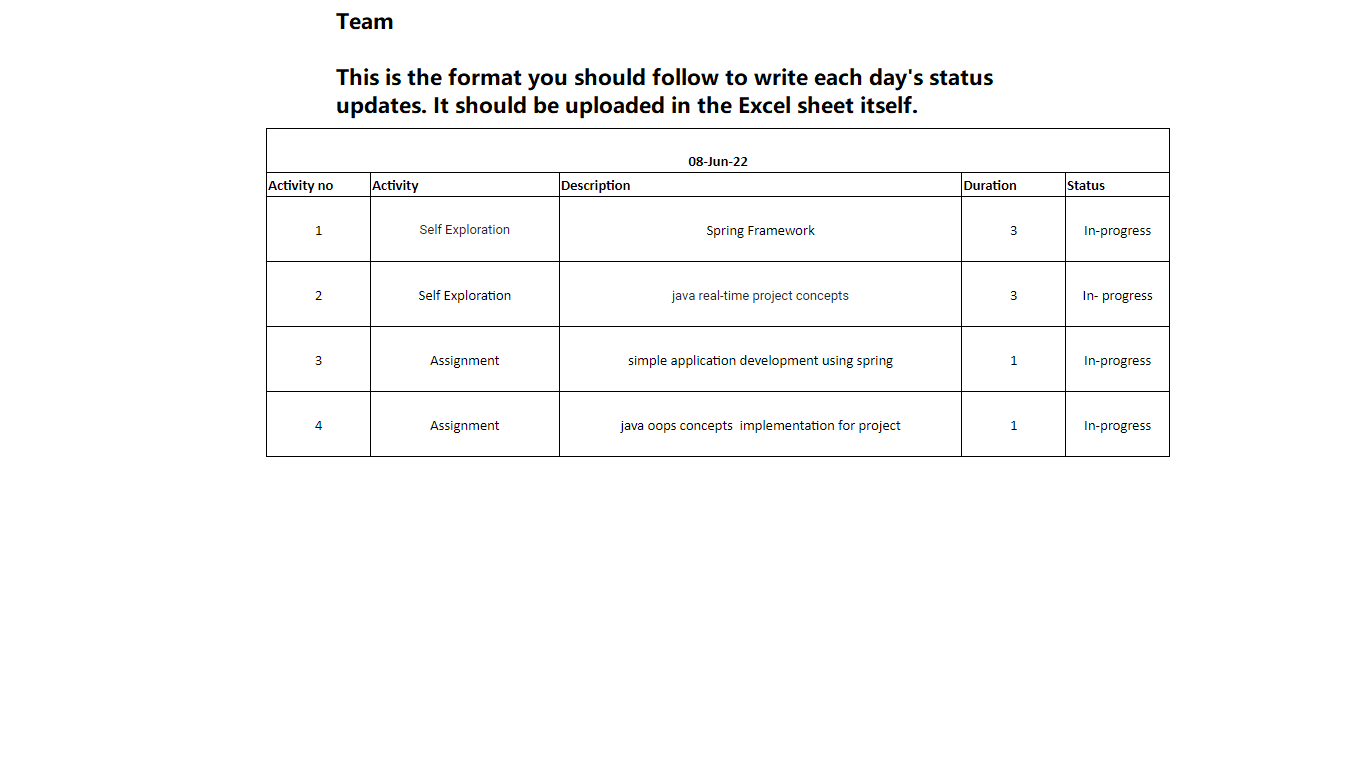 Team
This is the format you should follow to write each day's status
updates. It should be uploaded in the Excel sheet itself.
08-Jun-22
Activity no Activity Description Duration Status
1 Self Exploration Spring Framework 3 In-progress
2 Self Exploration java real-time project concepts 3 In- progress
3 Assignment simple application development using spring 1 In-progress
4 Assignment java oops concepts  implementation for project 1 In-progress